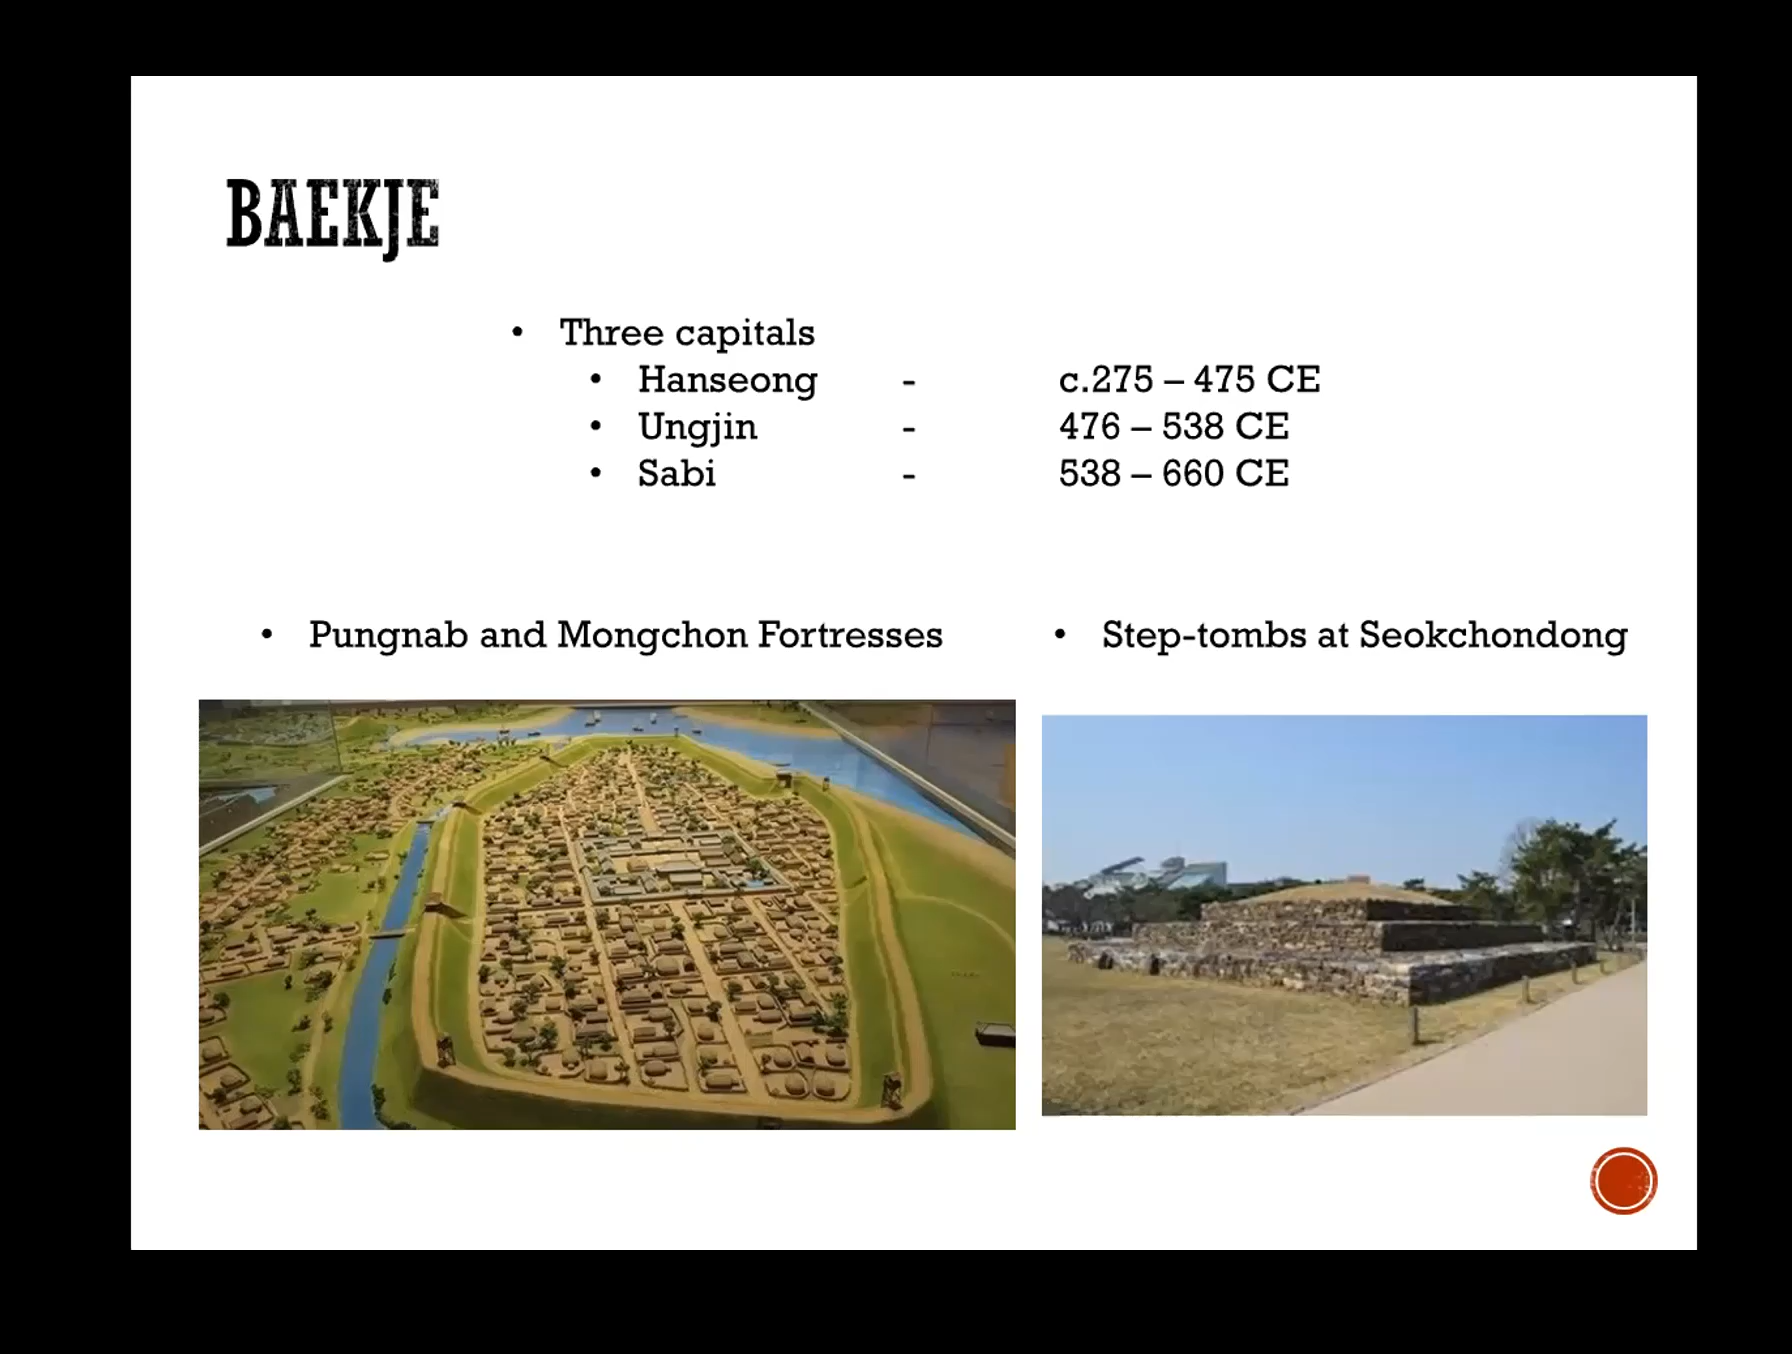 BAEKJE
• Three capitals
• Hanseong - c.275 – 475 CE
• Ungjin - 476 – 538 CE
• Sabi - 538 – 660 CE
• Pungnab and Mongchon Fortresses
• Step-tombs at Seokchondong